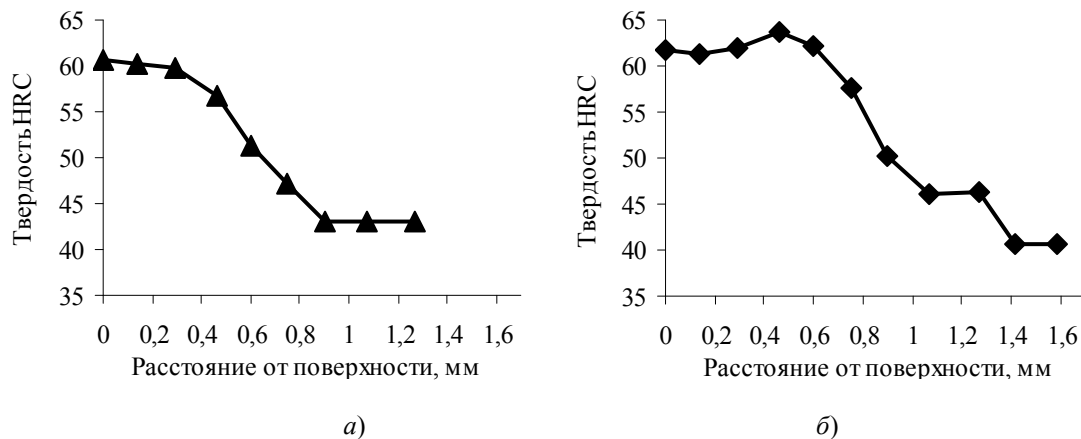 65
60
55
50
45
40
35
Твердость HRC
0 0,2 0,4 0,6 0,8 1 1,2 1,4 1,6
Расстояние от поверхности, мм
а)
65
60
55
50
45
40
35
Твердость HRC
0 0,2 0,4 0,6 0,8 1 1,2 1,4 1,6
Расстояние от поверхности, мм
б)